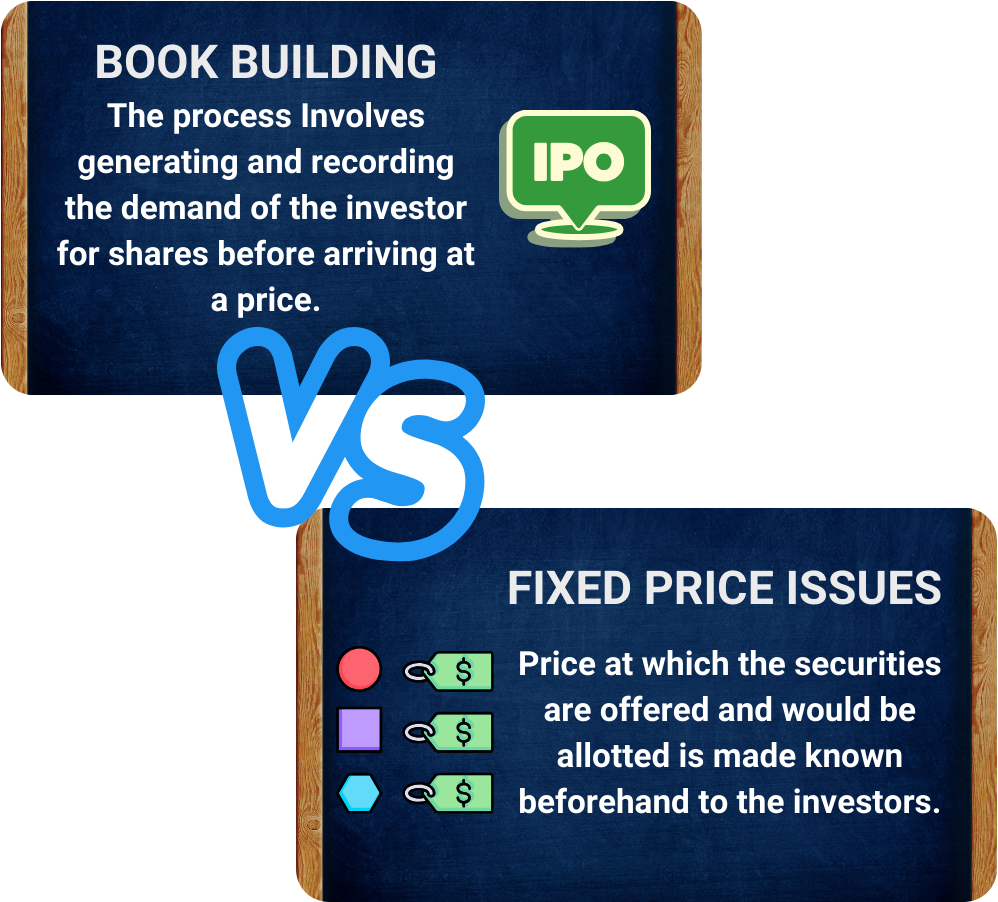 BOOK BUILDING
The process Involves
generating and recording
the demand of the investor
for shares before arriving at
a price.
IPO
VS
FIXED PRICE ISSUES
$
$
$
Price at which the securities
are offered and would be
allotted is made known
beforehand to the investors.